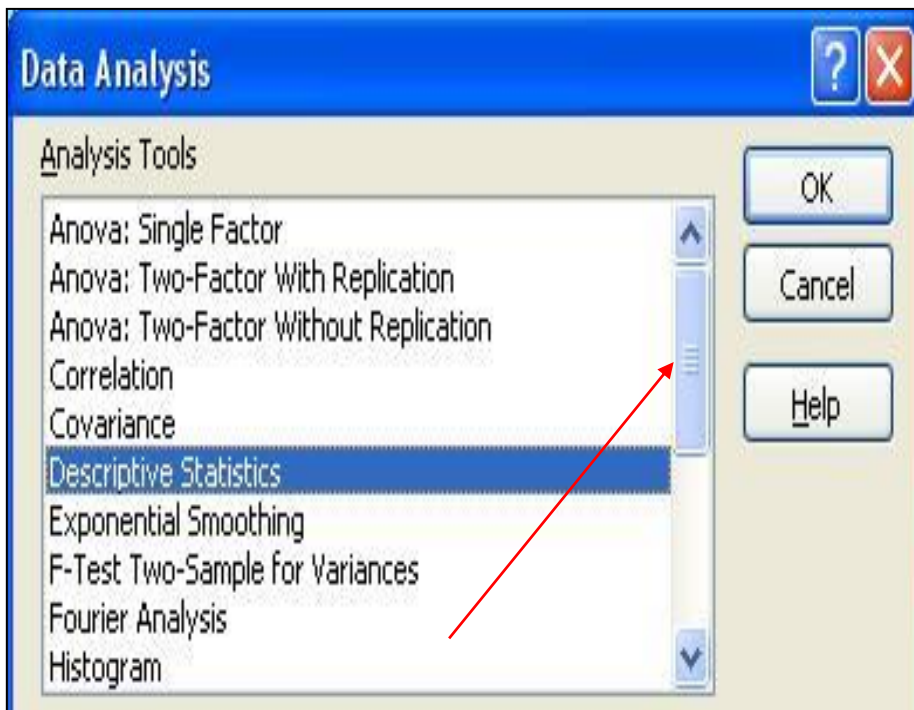 Data Analysis
?
Analysis Tools
Anova: Single Factor
Anova: Two-Factor With Replication
Anova: Two-Factor Without Replication
Correlation
Covariance
Descriptive Statistics
Exponential Smoothing
F-Test Two-Sample for Variances
Fourier Analysis
Histogram
OK
Cancel
Help